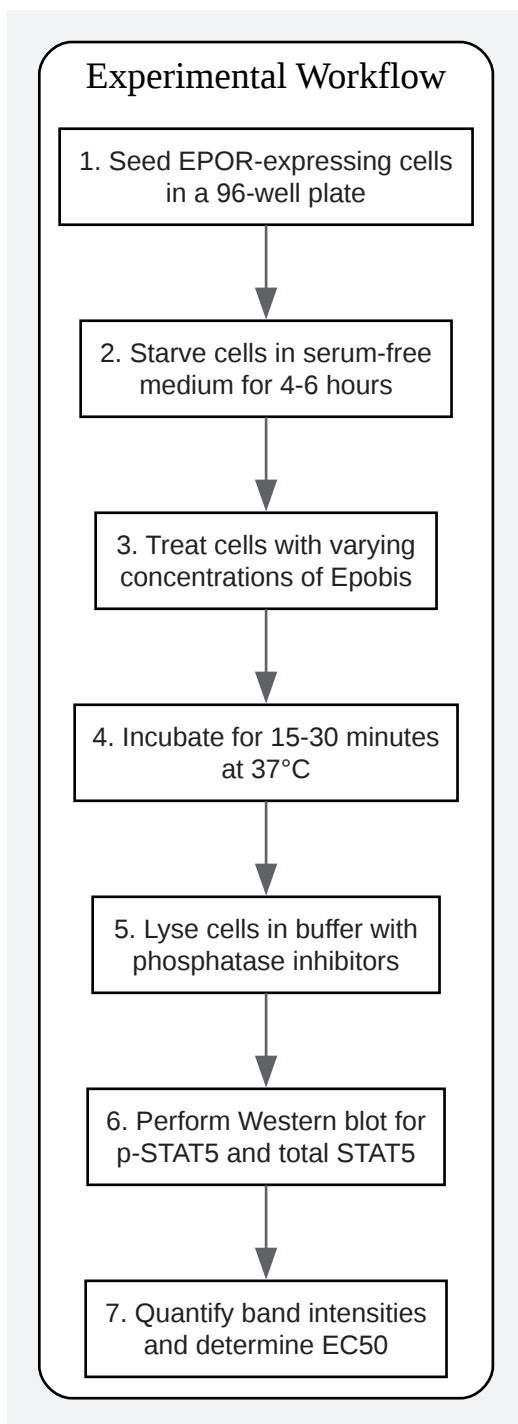 Experimental Workflow
1. Seed EPOR-expressing cells
in a 96-well plate
2. Starve cells in serum-free
medium for 4-6 hours
3. Treat cells with varying
concentrations of Epobis
4. Incubate for 15-30 minutes
at 37°C
5. Lyse cells in buffer with
phosphatase inhibitors
6. Perform Western blot for
p-STAT5 and total STAT5
7. Quantify band intensities
and determine EC50